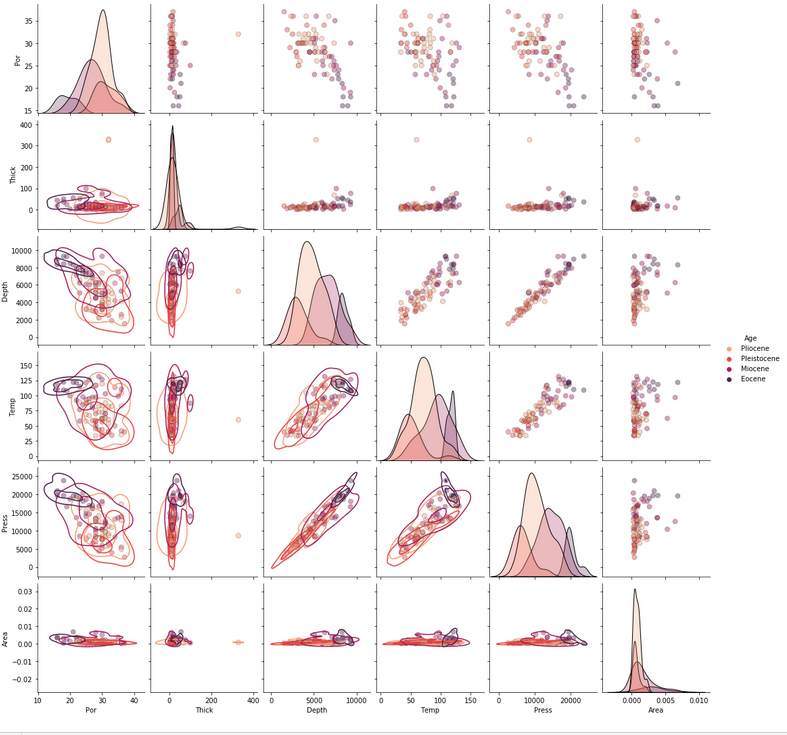 35
30
25
20
15
Por
400
300
200
100
0
Thick
10000
8000
6000
4000
2000
0
Depth
150
125
100
75
50
25
0
Temp
25000
20000
15000
10000
5000
0
Press
0.03
0.02
0.01
0.00
−0.01
−0.02
Area
10 20 30 40
Por
0 200 400
Thick
0 5000 10000
Depth
0 50 100 150
Temp
0 10000 20000
Press
0.000 0.005 0.010
Area
Age
Pliocene
Pleistocene
Miocene
Eocene